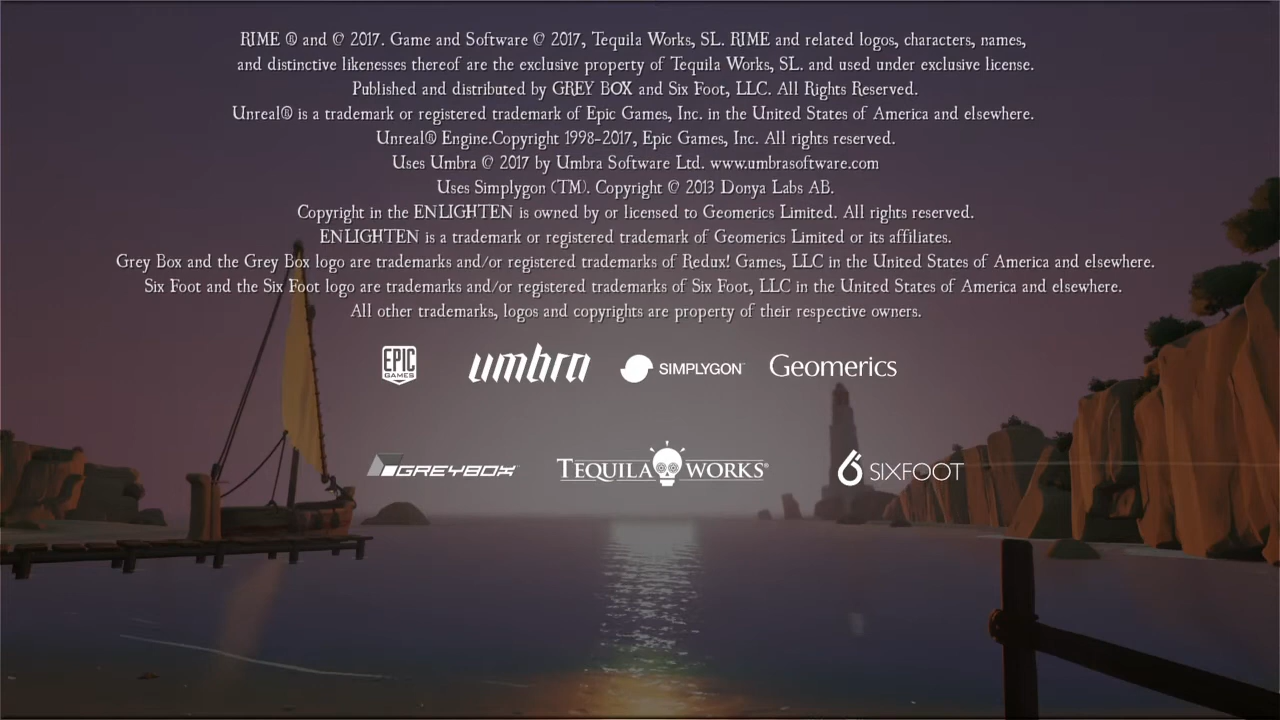 RIME ® and © 2017. Game and Software © 2017, Tequila Works, SL. RIME and related logos, characters, names,
and distinctive likenesses thereof are the exclusive property of Tequila Works, SL. and used under exclusive license.
Published and distributed by GREY BOX and Six Foot, LLC. All Rights Reserved.
Unreal® is a trademark or registered trademark of Epic Games, Inc. in the United States of America and elsewhere.
Unreal® Engine.Copyright 1998-2017, Epic Games, Inc. All rights reserved.
Uses Umbra © 2017 by Umbra Software Ltd. www.umbrasoftware.com
Uses Simplygon (TM). Copyright © 2013 Donya Labs AB.
Copyright in the ENLIGHTEN is owned by or licensed to Geomerics Limited. All rights reserved.
ENLIGHTEN is a trademark or registered trademark of Geomerics Limited or its affiliates.
Grey Box and the Grey Box logo are trademarks and/or registered trademarks of Redux! Games, LLC in the United States of America and elsewhere.
Six Foot and the Six Foot logo are trademarks and/or registered trademarks of Six Foot, LLC in the United States of America and elsewhere.
All other trademarks, logos and copyrights are property of their respective owners.
EPIC GAMES umbra SIMPLYGON™ Geomerics
GREYBOX™ TEQUILA WORKS® SIXFOOT